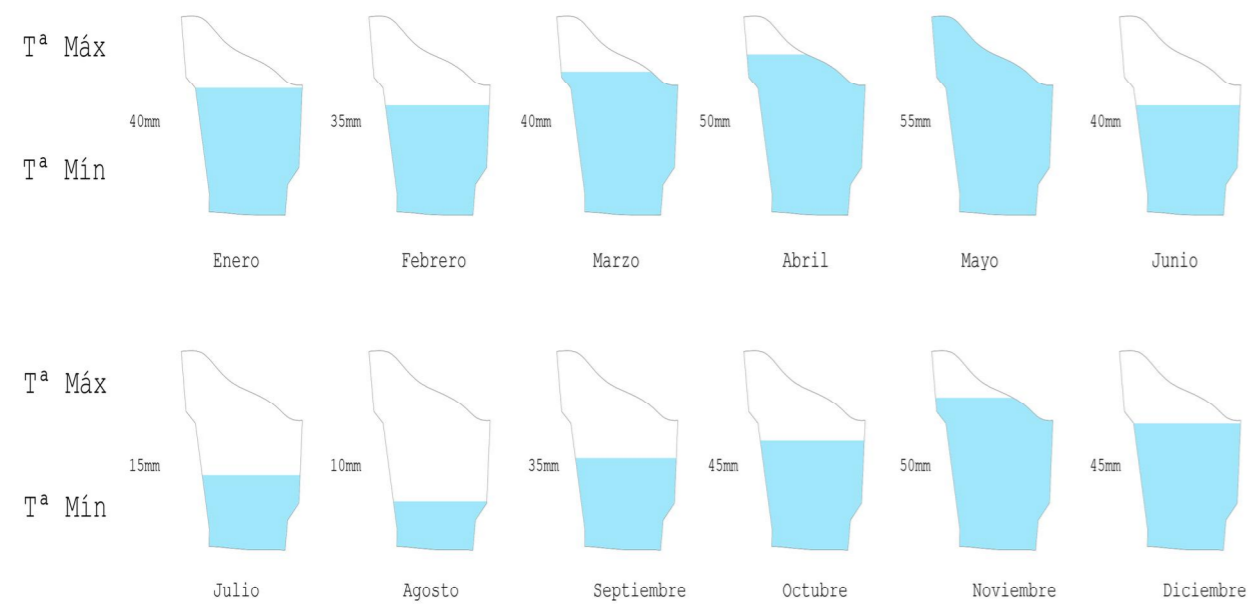 Tª Máx
40mm
35mm
40mm
50mm
55mm
40mm
Tª Mín
Enero
Febrero
Marzo
Abril
Mayo
Junio
Tª Máx
15mm
10mm
35mm
45mm
50mm
45mm
Tª Mín
Julio
Agosto
Septiembre
Octubre
Noviembre
Diciembre